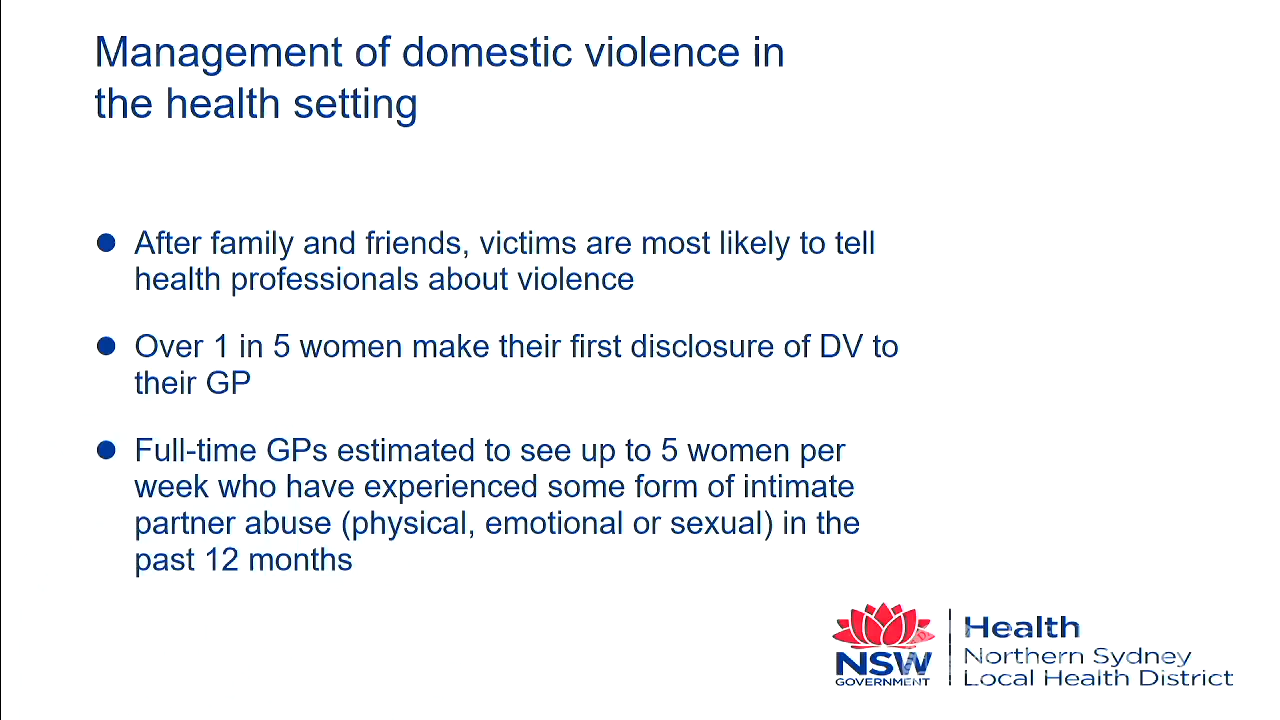 Management of domestic violence in
the health setting
After family and friends, victims are most likely to tell
health professionals about violence
Over 1 in 5 women make their first disclosure of DV to
their GP
Full-time GPs estimated to see up to 5 women per
week who have experienced some form of intimate
partner abuse (physical, emotional or sexual) in the
past 12 months
NSW
GOVERNMENT
Health
Northern Sydney
Local Health District